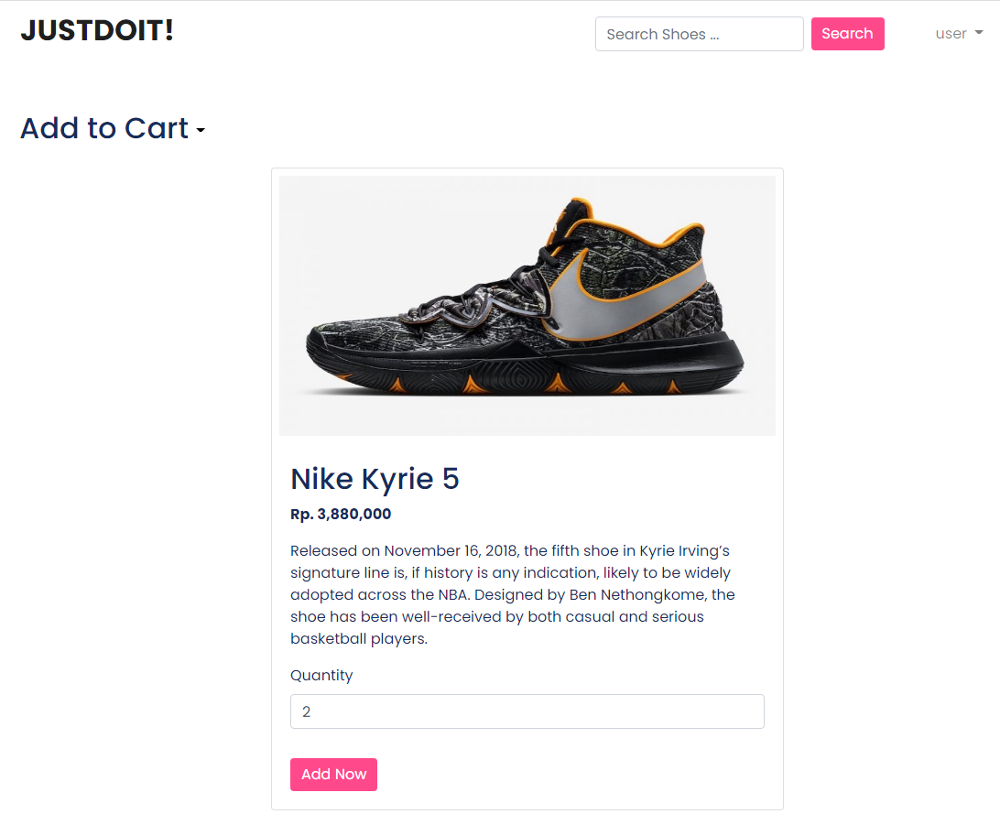 JUSTDOIT!
Search Shoes ...
Search
user
Add to Cart
Nike Kyrie 5
Rp. 3,880,000
Released on November 16, 2018, the fifth shoe in Kyrie Irving’s
signature line is, if history is any indication, likely to be widely
adopted across the NBA. Designed by Ben Nethongkome, the
shoe has been well-received by both casual and serious
basketball players.
Quantity
2
Add Now